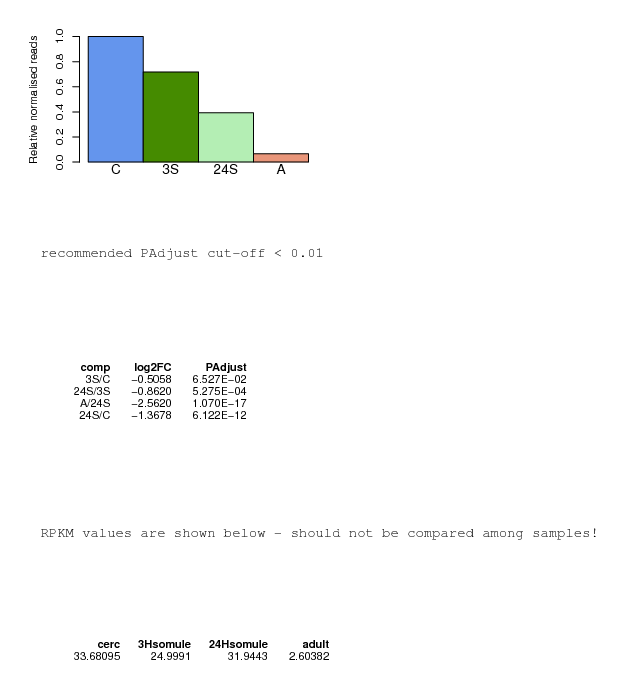 Relative normalised reads
1.0
0.8
0.6
0.4
0.2
0.0
C 3S 24S A
recommended PAdjust cut-off < 0.01
comp log2FC PAdjust
3S/C −0.5058 6.527E−02
24S/3S −0.8620 5.275E−04
A/24S −2.5620 1.070E−17
24S/C −1.3678 6.122E−12
RPKM values are shown below - should not be compared among samples!
cerc 3Hsomule 24Hsomule adult
33.68095 24.9991 31.9443 2.60382